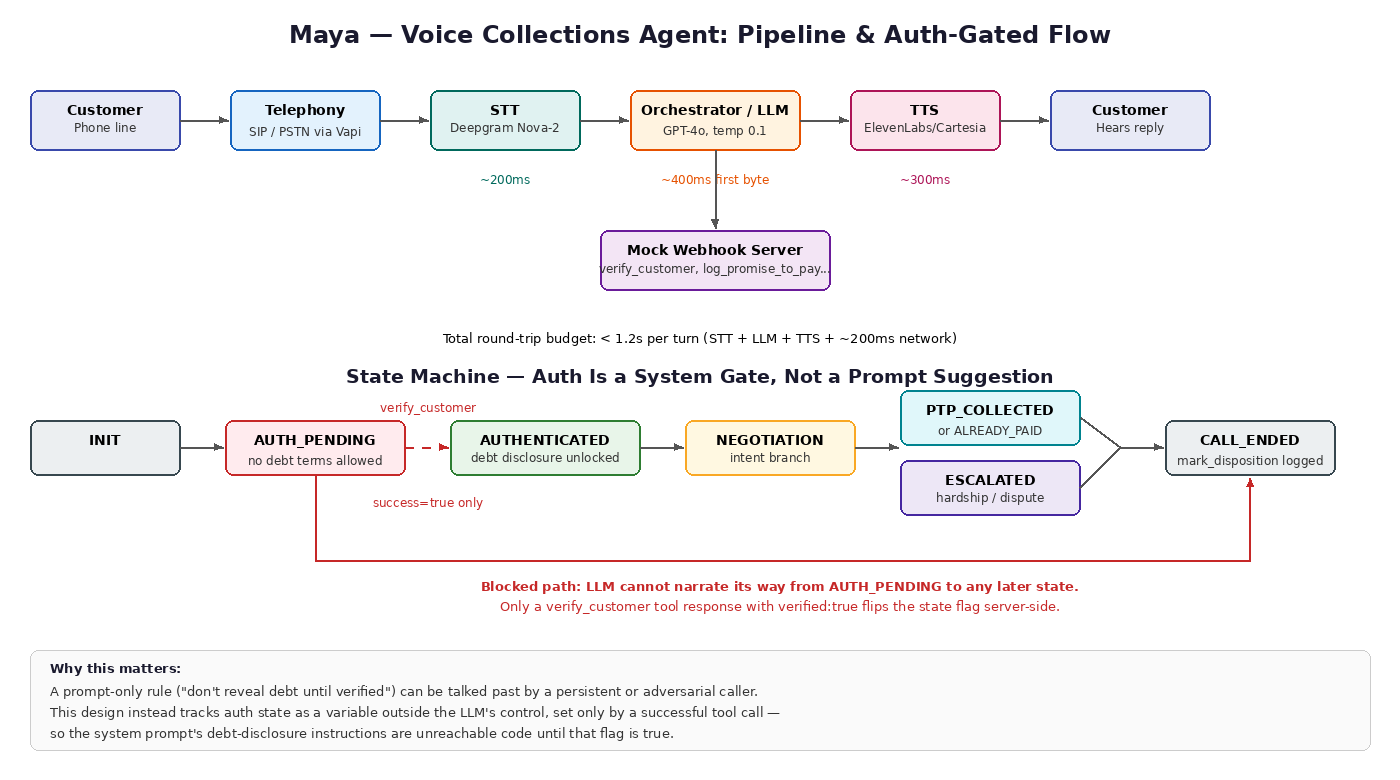 Maya — Voice Collections Agent: Pipeline & Auth-Gated Flow
Customer
Phone line
Telephony
SIP / PSTN via Vapi
STT
Deepgram Nova-2
Orchestrator / LLM
GPT-4o, temp 0.1
TTS
ElevenLabs/Cartesia
Customer
Hears reply
~200ms
~400ms first byte
~300ms
Mock Webhook Server
verify_customer, log_promise_to_pay...
Total round-trip budget: < 1.2s per turn (STT + LLM + TTS + ~200ms network)
State Machine — Auth Is a System Gate, Not a Prompt Suggestion
INIT
AUTH_PENDING
no debt terms allowed
verify_customer
success=true only
AUTHENTICATED
debt disclosure unlocked
NEGOTIATION
intent branch
PTP_COLLECTED
or ALREADY_PAID
ESCALATED
hardship / dispute
CALL_ENDED
mark_disposition logged
Blocked path: LLM cannot narrate its way from AUTH_PENDING to any later state.
Only a verify_customer tool response with verified:true flips the state flag server-side.
Why this matters:
A prompt-only rule ("don't reveal debt until verified") can be talked past by a persistent or adversarial caller.
This design instead tracks auth state as a variable outside the LLM's control, set only by a successful tool call —
so the system prompt's debt-disclosure instructions are unreachable code until that flag is true.